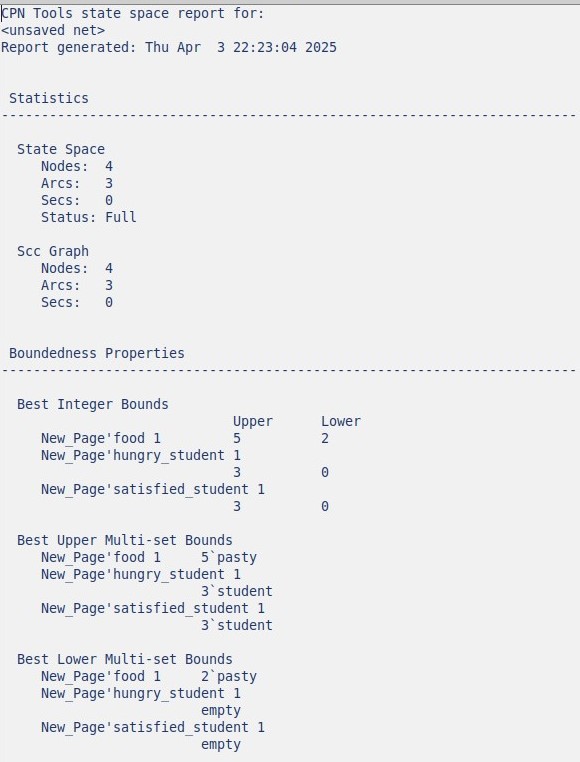 CPN Tools state space report for:
<unsaved net>
Report generated: Thu Apr  3 22:23:04 2025
Statistics
------------------------------------------------------------------------
State Space
Nodes:  4
Arcs:   3
Secs:   0
Status: Full
Scc Graph
Nodes:  4
Arcs:   3
Secs:   0
Boundedness Properties
------------------------------------------------------------------------
Best Integer Bounds
Upper      Lower
New_Page'food 1         5          2
New_Page'hungry_student 1
3          0
New_Page'satisfied_student 1
3          0
Best Upper Multi-set Bounds
New_Page'food 1     5`pasty
New_Page'hungry_student 1
3`student
New_Page'satisfied_student 1
3`student
Best Lower Multi-set Bounds
New_Page'food 1     2`pasty
New_Page'hungry_student 1
empty
New_Page'satisfied_student 1
empty